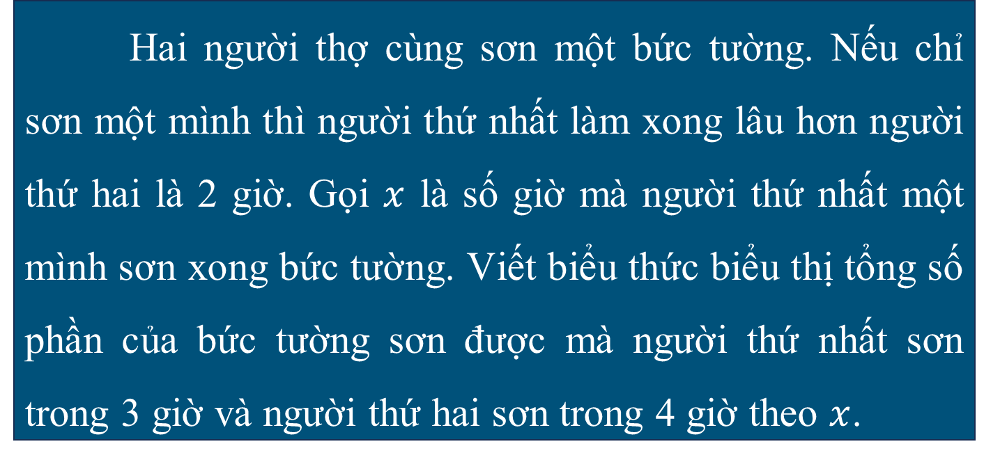 Hai người thợ cùng sơn một bức tường. Nếu chỉ
sơn một mình thì người thứ nhất làm xong lâu hơn người
thứ hai là 2 giờ. Gọi x là số giờ mà người thứ nhất một
mình sơn xong bức tường. Viết biểu thức biểu thị tổng số
phần của bức tường sơn được mà người thứ nhất sơn
trong 3 giờ và người thứ hai sơn trong 4 giờ theo x.